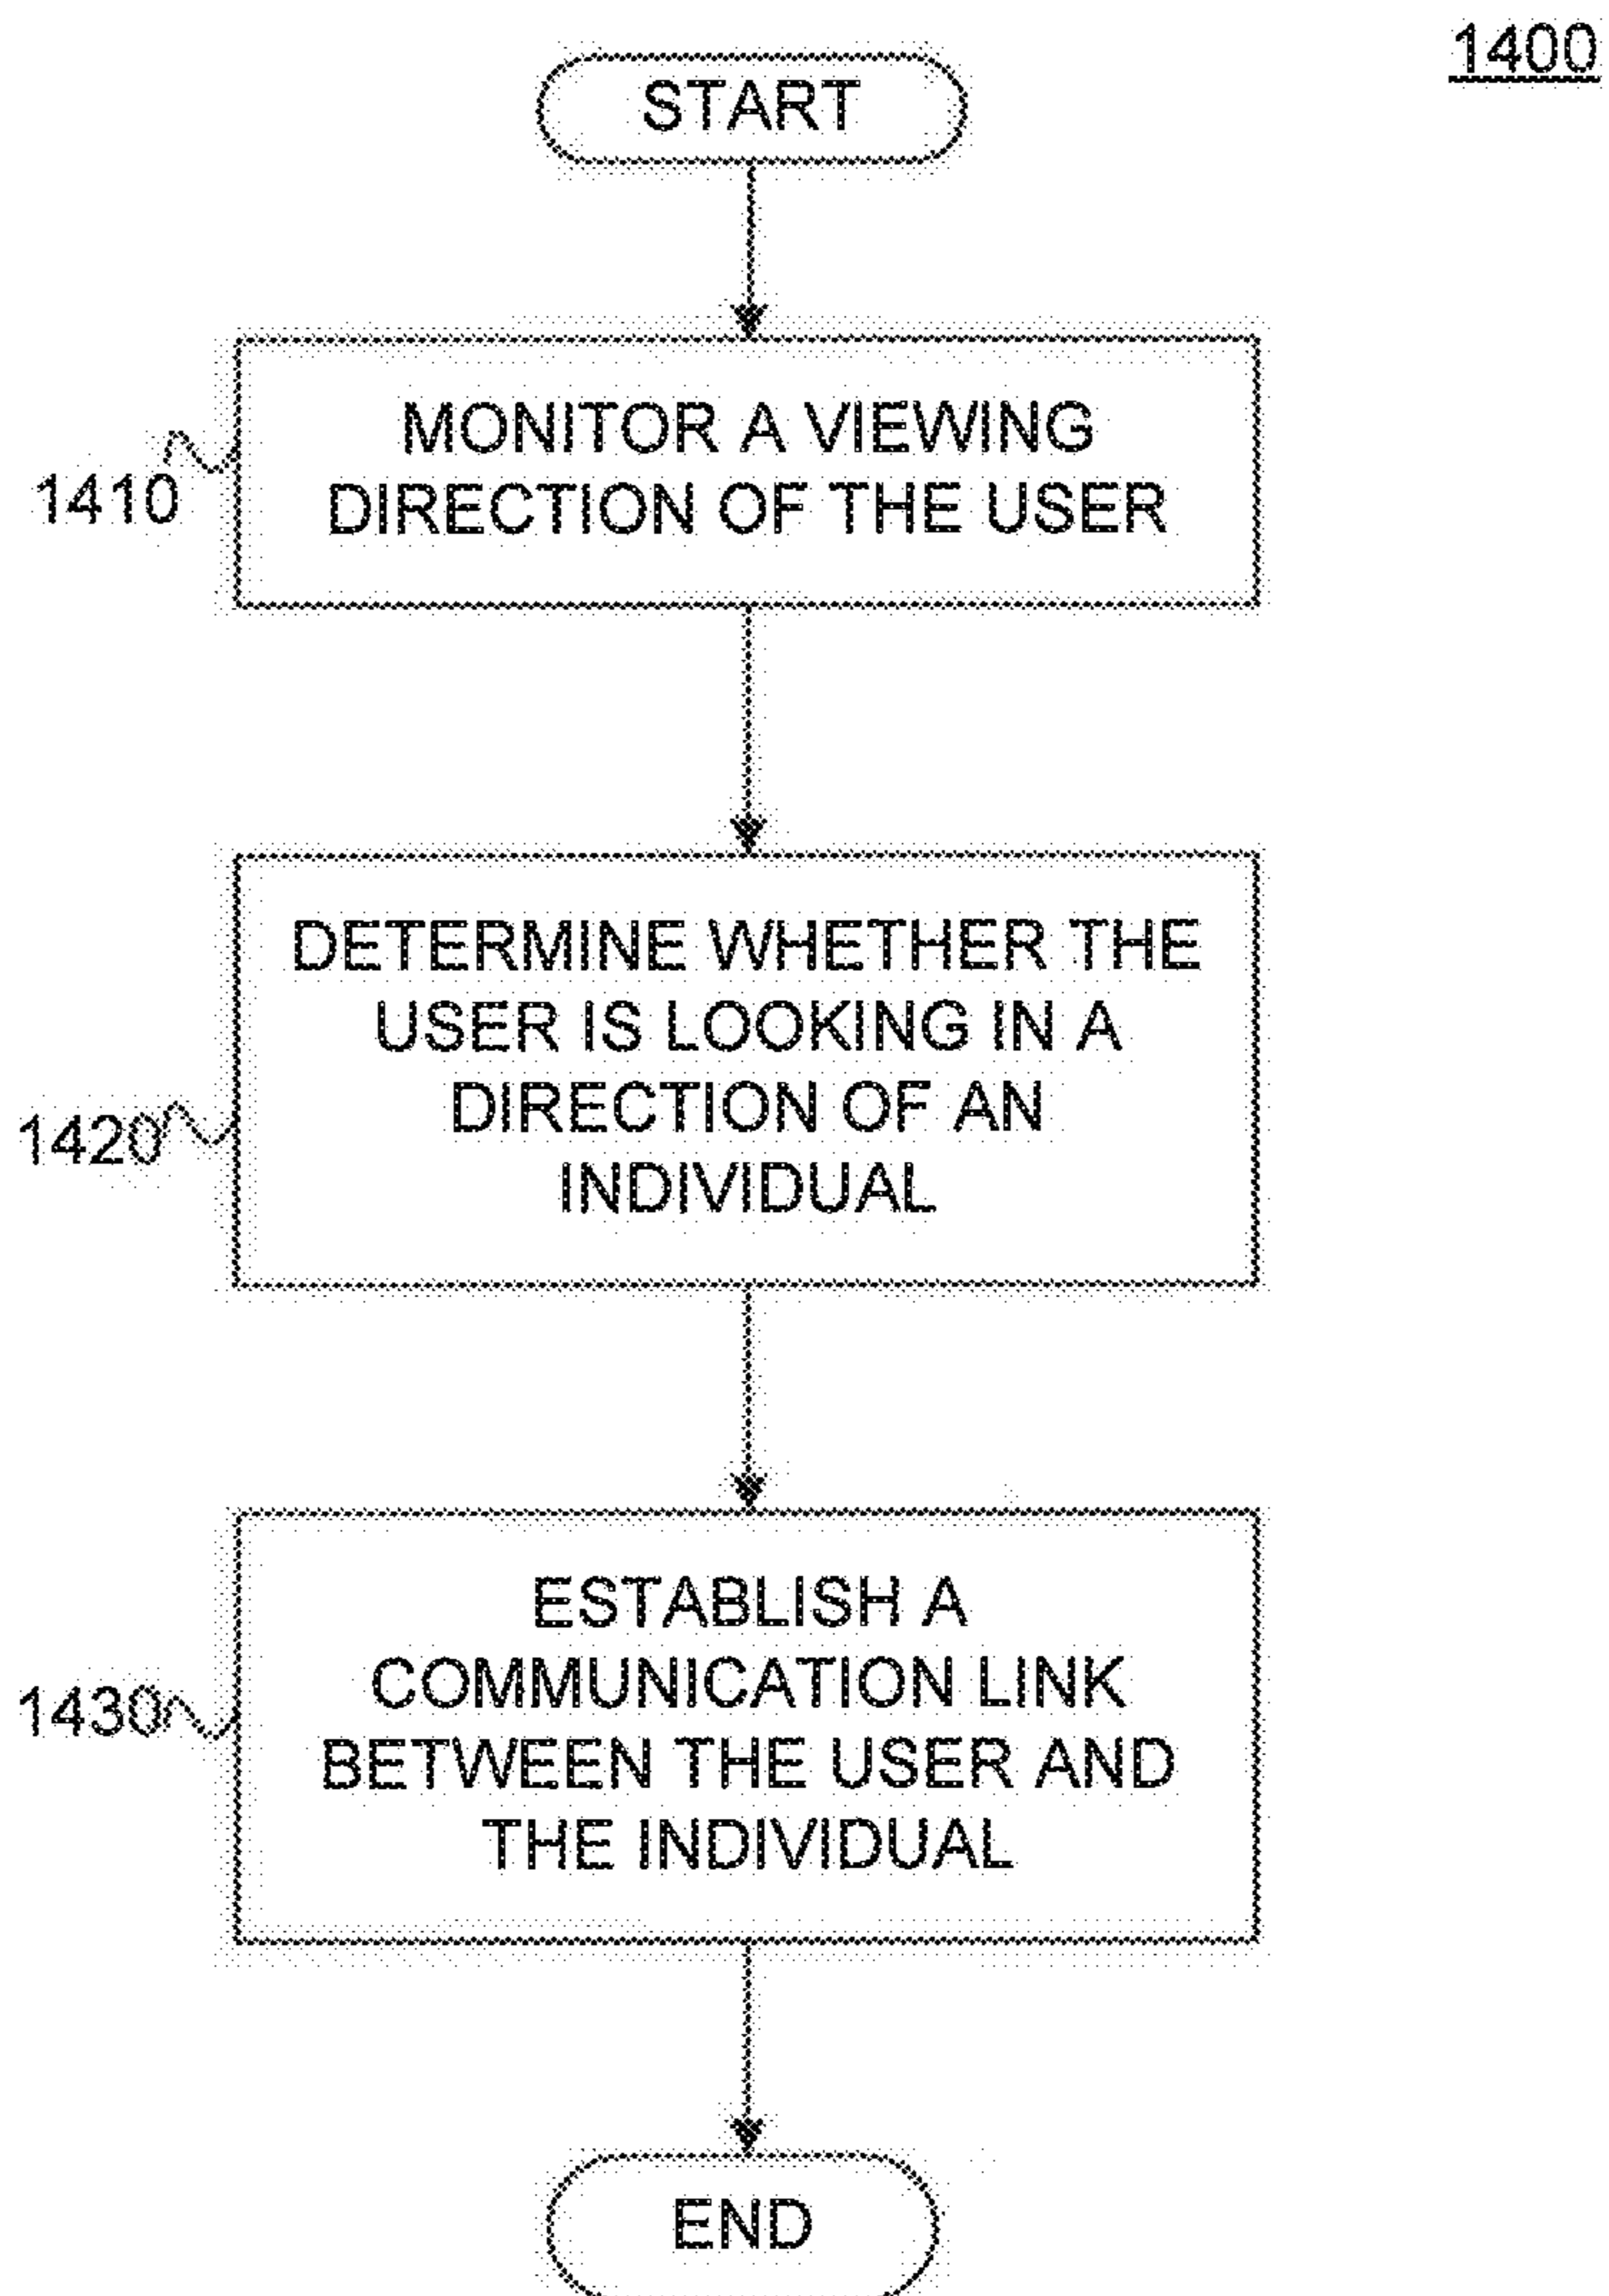 1400
START
1410
MONITOR A VIEWING
DIRECTION OF THE USER
1420
DETERMINE WHETHER THE
USER IS LOOKING IN A
DIRECTION OF AN
INDIVIDUAL
1430
ESTABLISH A
COMMUNICATION LINK
BETWEEN THE USER AND
THE INDIVIDUAL
END